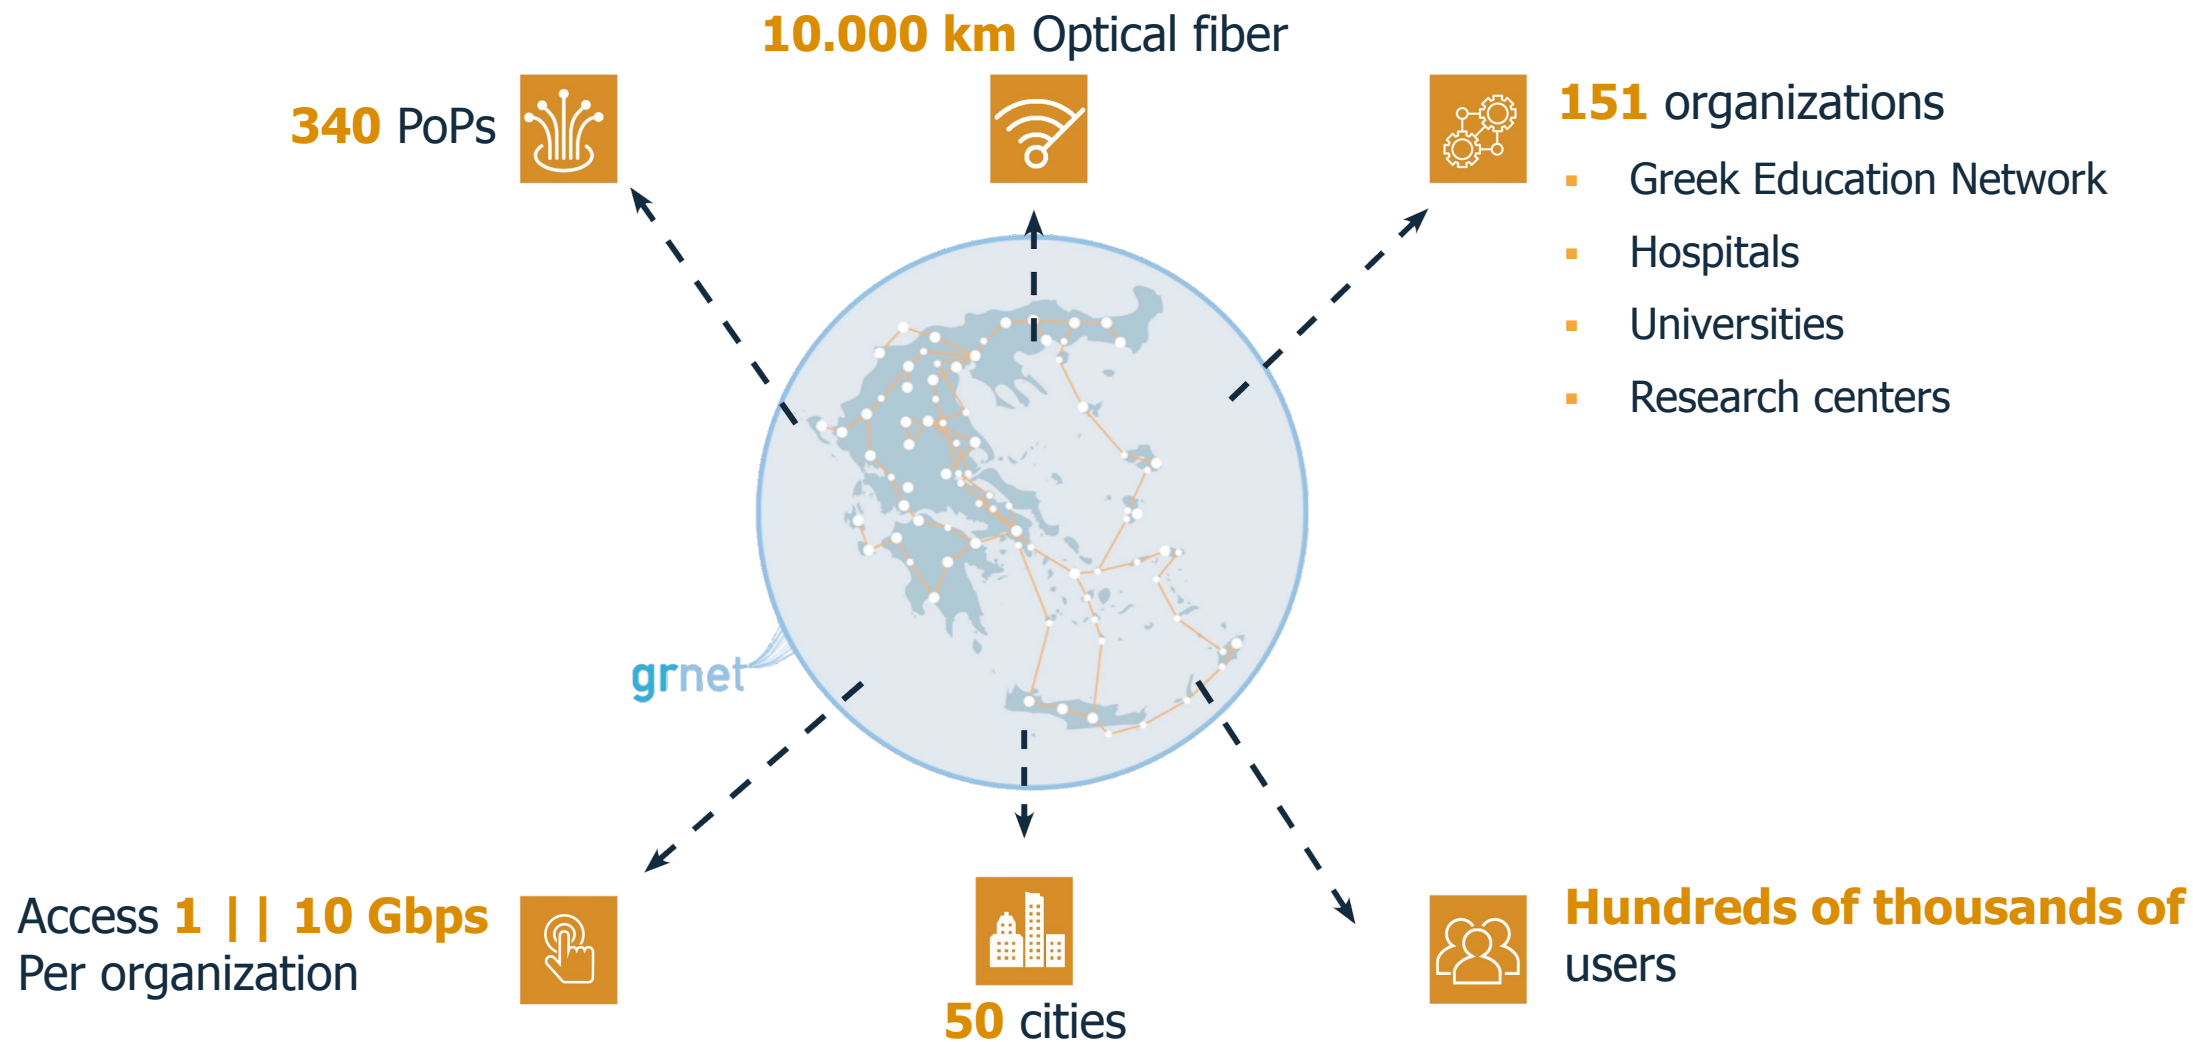 10.000 km Optical fiber
340 PoPs
151 organizations
▪ Greek Education Network
▪ Hospitals
▪ Universities
▪ Research centers
grnet
Access 1 || 10 Gbps
Per organization
50 cities
Hundreds of thousands of
users